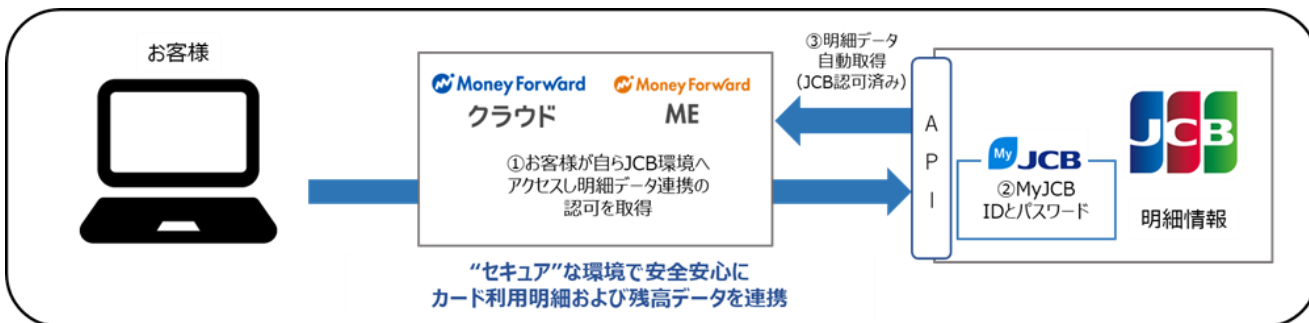 お客様
Money Forward
クラウド
Money Forward
ME
①お客様が自らJCB環境へ
アクセスし明細データ連携の
認可を取得
“セキュア”な環境で安全安心に
カード利用明細および残高データを連携
③明細データ
自動取得
(JCB認可済み)
API
My JCB
②MyJCB
IDとパスワード
JCB
明細情報